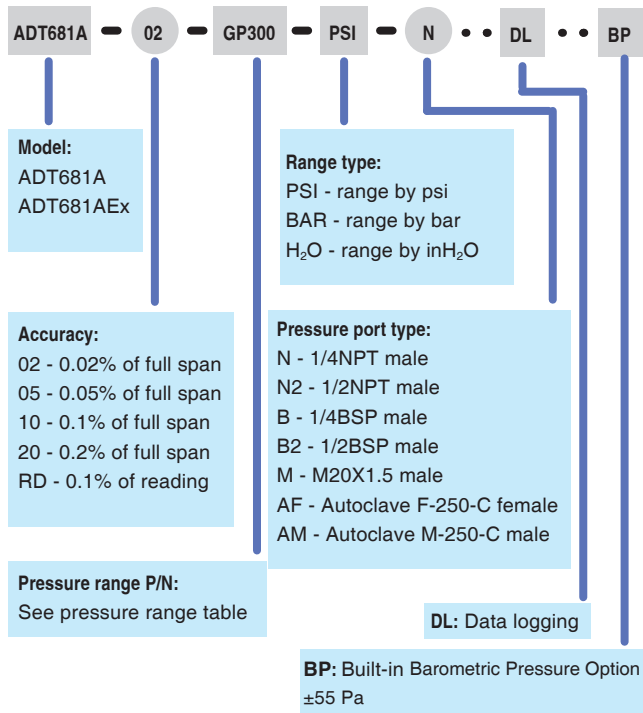 ADT681A - 02 - GP300 - PSI - N • • DL • • BP
Model:
ADT681A
ADT681AEx
Range type:
PSI - range by psi
BAR - range by bar
H₂O - range by inH₂O
Accuracy:
02 - 0.02% of full span
05 - 0.05% of full span
10 - 0.1% of full span
20 - 0.2% of full span
RD - 0.1% of reading
Pressure port type:
N - 1/4NPT male
N2 - 1/2NPT male
B - 1/4BSP male
B2 - 1/2BSP male
M - M20X1.5 male
AF - Autoclave F-250-C female
AM - Autoclave M-250-C male
Pressure range P/N:
See pressure range table
DL: Data logging
BP: Built-in Barometric Pressure Option
±55 Pa